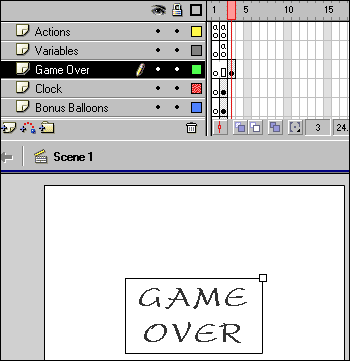 1 5 10 15
Actions
Variables
Game Over
Clock
Bonus Balloons
3 24.
Scene 1
GAME
OVER